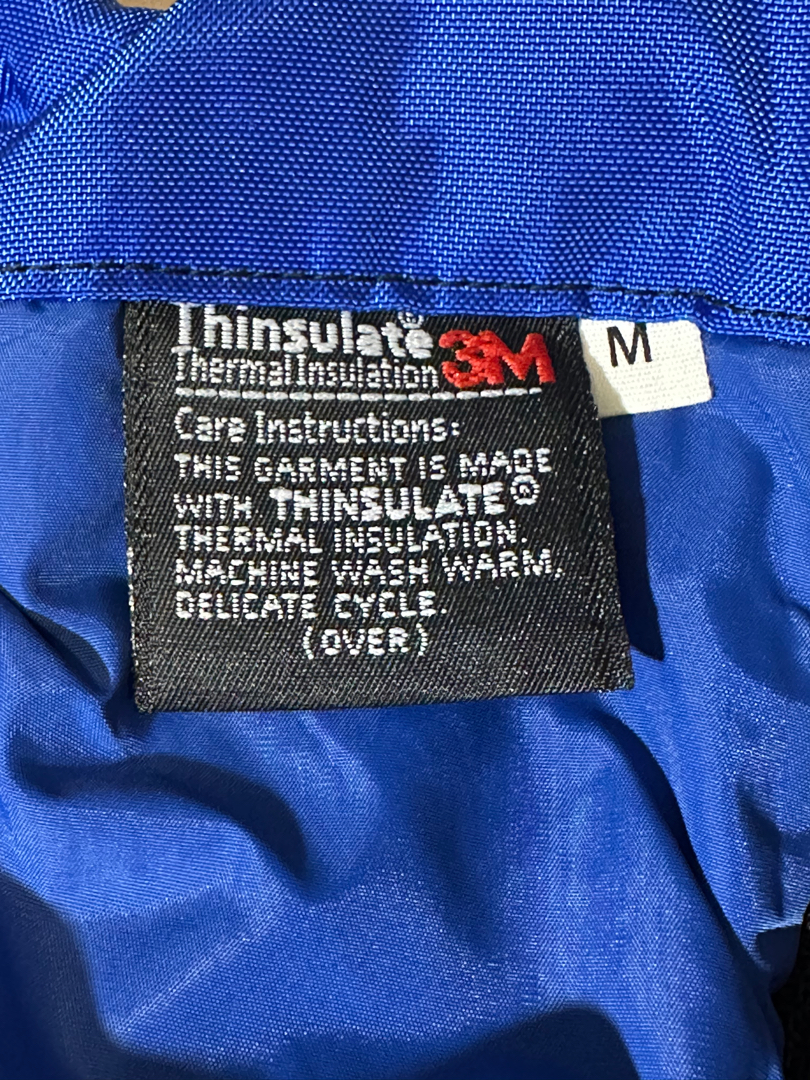 Thinsulate®
Thermal Insulation 3M
M
Care Instructions:
THIS GARMENT IS MADE
WITH THINSULATE®
THERMAL INSULATION.
MACHINE WASH WARM,
DELICATE CYCLE.
(OVER)